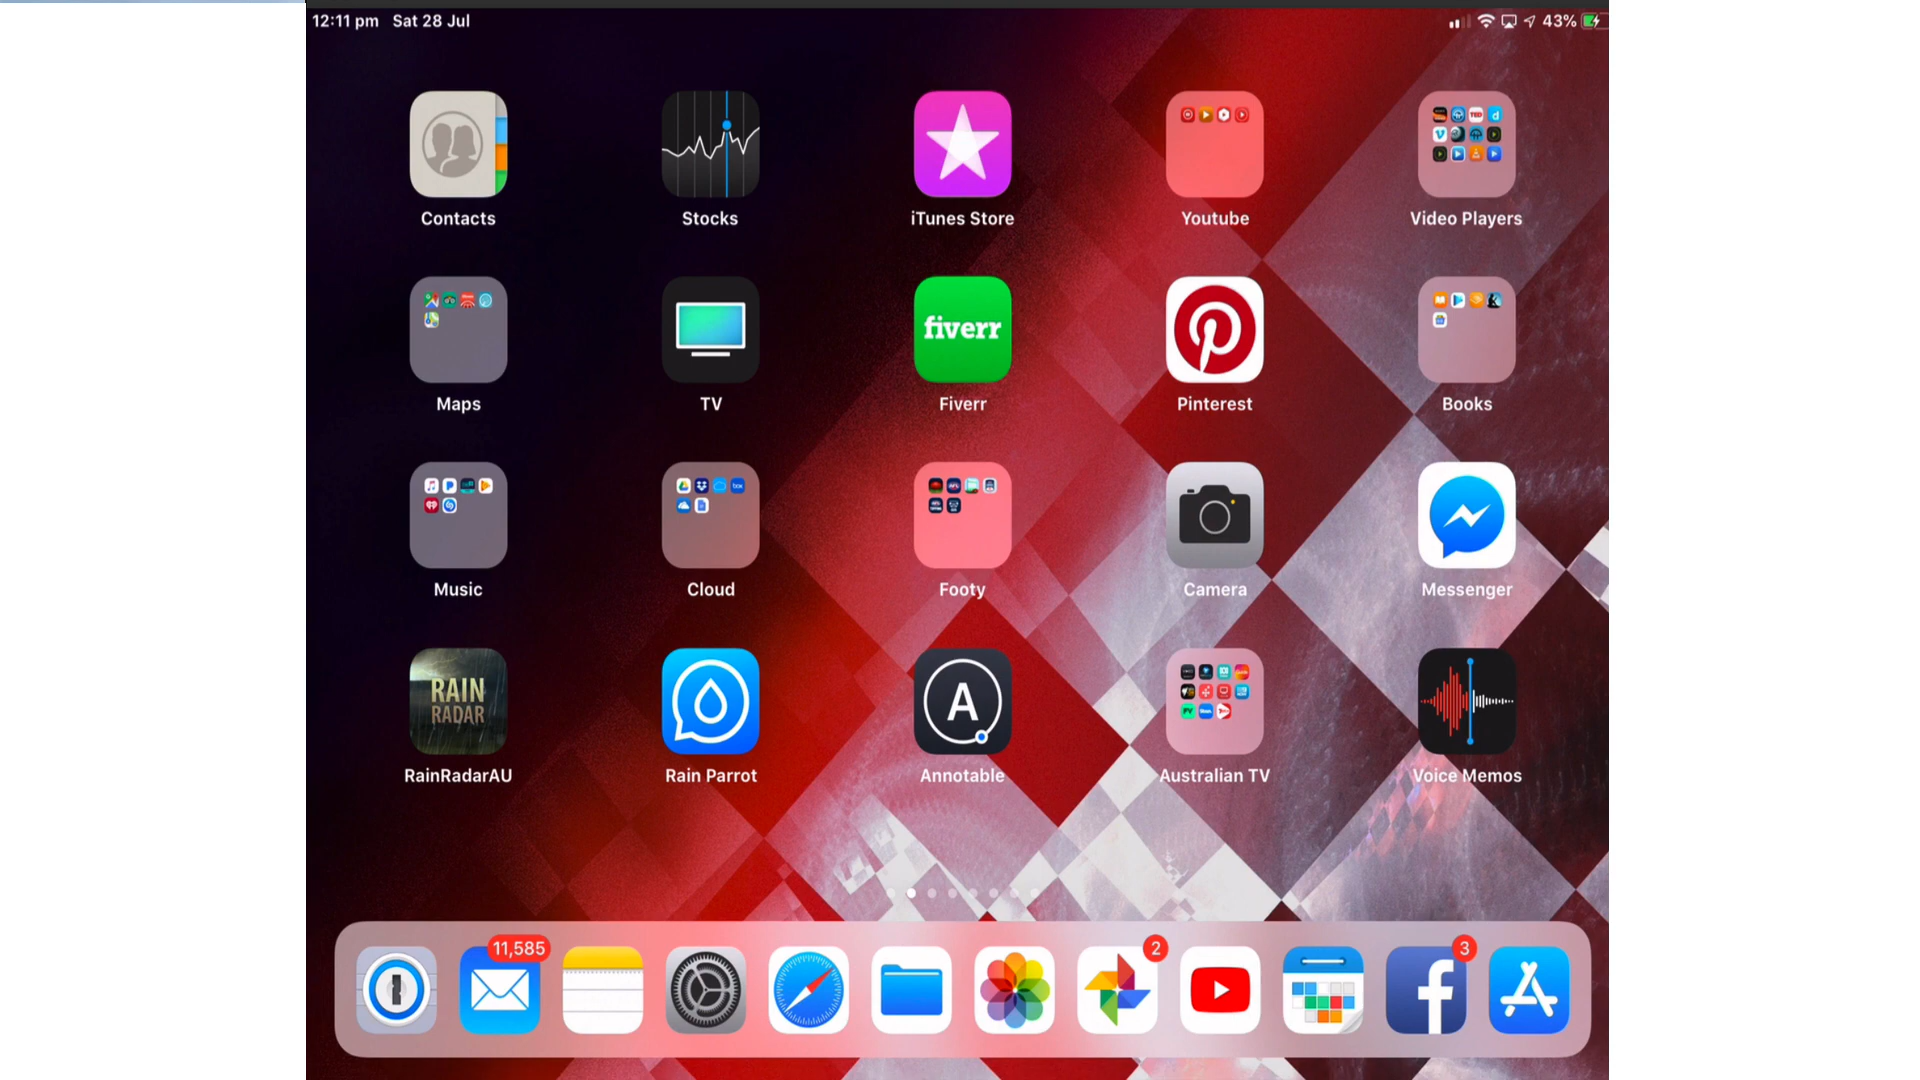 12:11 pm Sat 28 Jul
43%
Contacts
Stocks
iTunes Store
Youtube
TED
Video Players
Maps
TV
fiverr
Fiverr
Pinterest
Books
Music
box
Cloud
Footy
Camera
Messenger
RAIN
RADAR
RainRadarAU
Rain Parrot
A
Annotable
Australian TV
Voice Memos
11,585
2
3